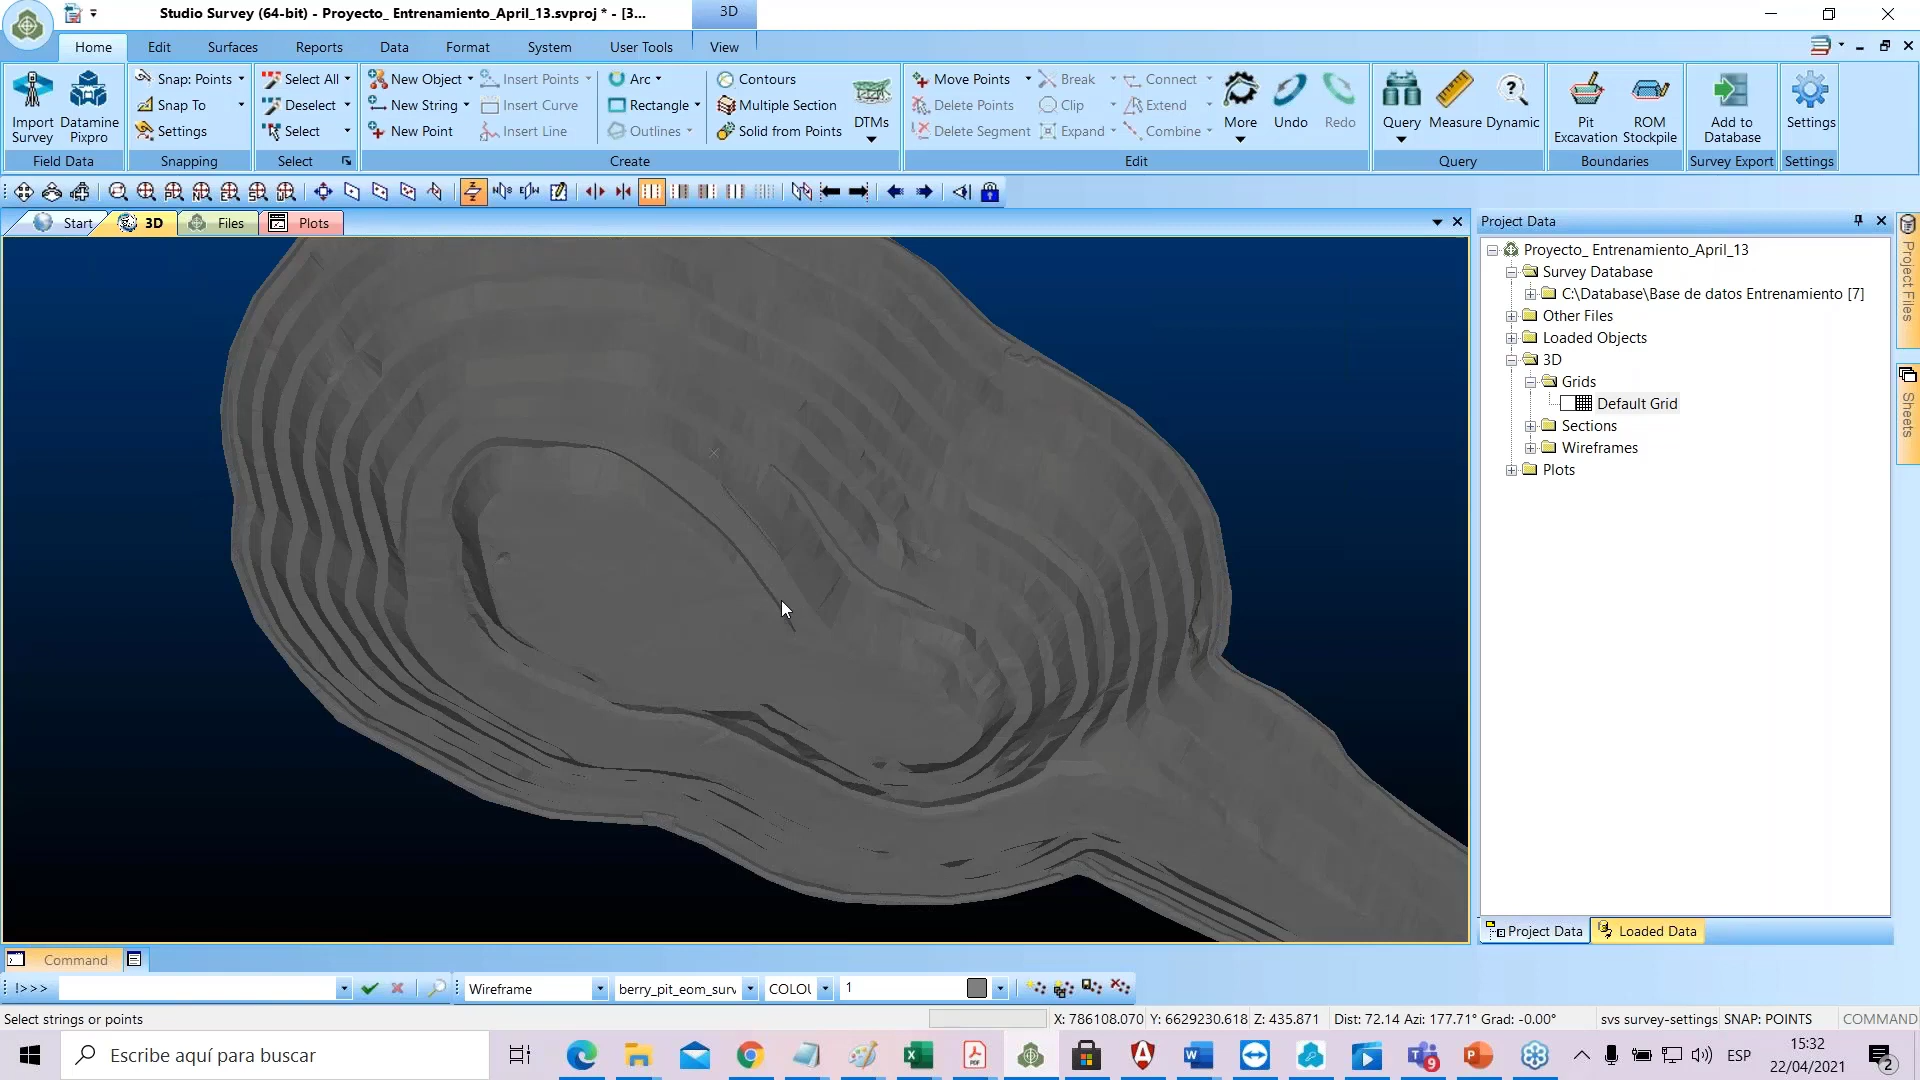 Studio Survey (64-bit) - Proyecto_ Entrenamiento_April_13.svproj * - [3...
3D
Home Edit Surfaces Reports Data Format System User Tools View
Import Survey
Datamine Pixpro
Field Data
Snap: Points
Snap To
Settings
Snapping
Select All
Deselect
Select
Select
New Object
New String
New Point
Insert Points
Insert Curve
Insert Line
Arc
Rectangle
Outlines
Contours
Multiple Section
Solid from Points
DTMs
Create
Move Points
Delete Points
Delete Segment
Break
Clip
Expand
Connect
Extend
Combine
More
Undo
Redo
Edit
Query
Measure
Dynamic
Query
Pit Excavation
ROM Stockpile
Boundaries
Add to Database
Survey Export
Settings
Settings
Start
3D
Files
Plots
Project Data
Proyecto_ Entrenamiento_April_13
Survey Database
C:\Database\Base de datos Entrenamiento [7]
Other Files
Loaded Objects
3D
Grids
Default Grid
Sections
Wireframes
Plots
Project Files
Sheets
Project Data
Loaded Data
Command
!>>>
Wireframe
berry_pit_eom_surv
COLOU
1
Select strings or points
X: 786108.070 Y: 6629230.618 Z: 435.871 Dist: 72.14 Azi: 177.71° Grad: -0.00°
svs survey-settings
SNAP: POINTS
COMMAND
Escribe aquí para buscar
9
ESP
15:32
22/04/2021
2